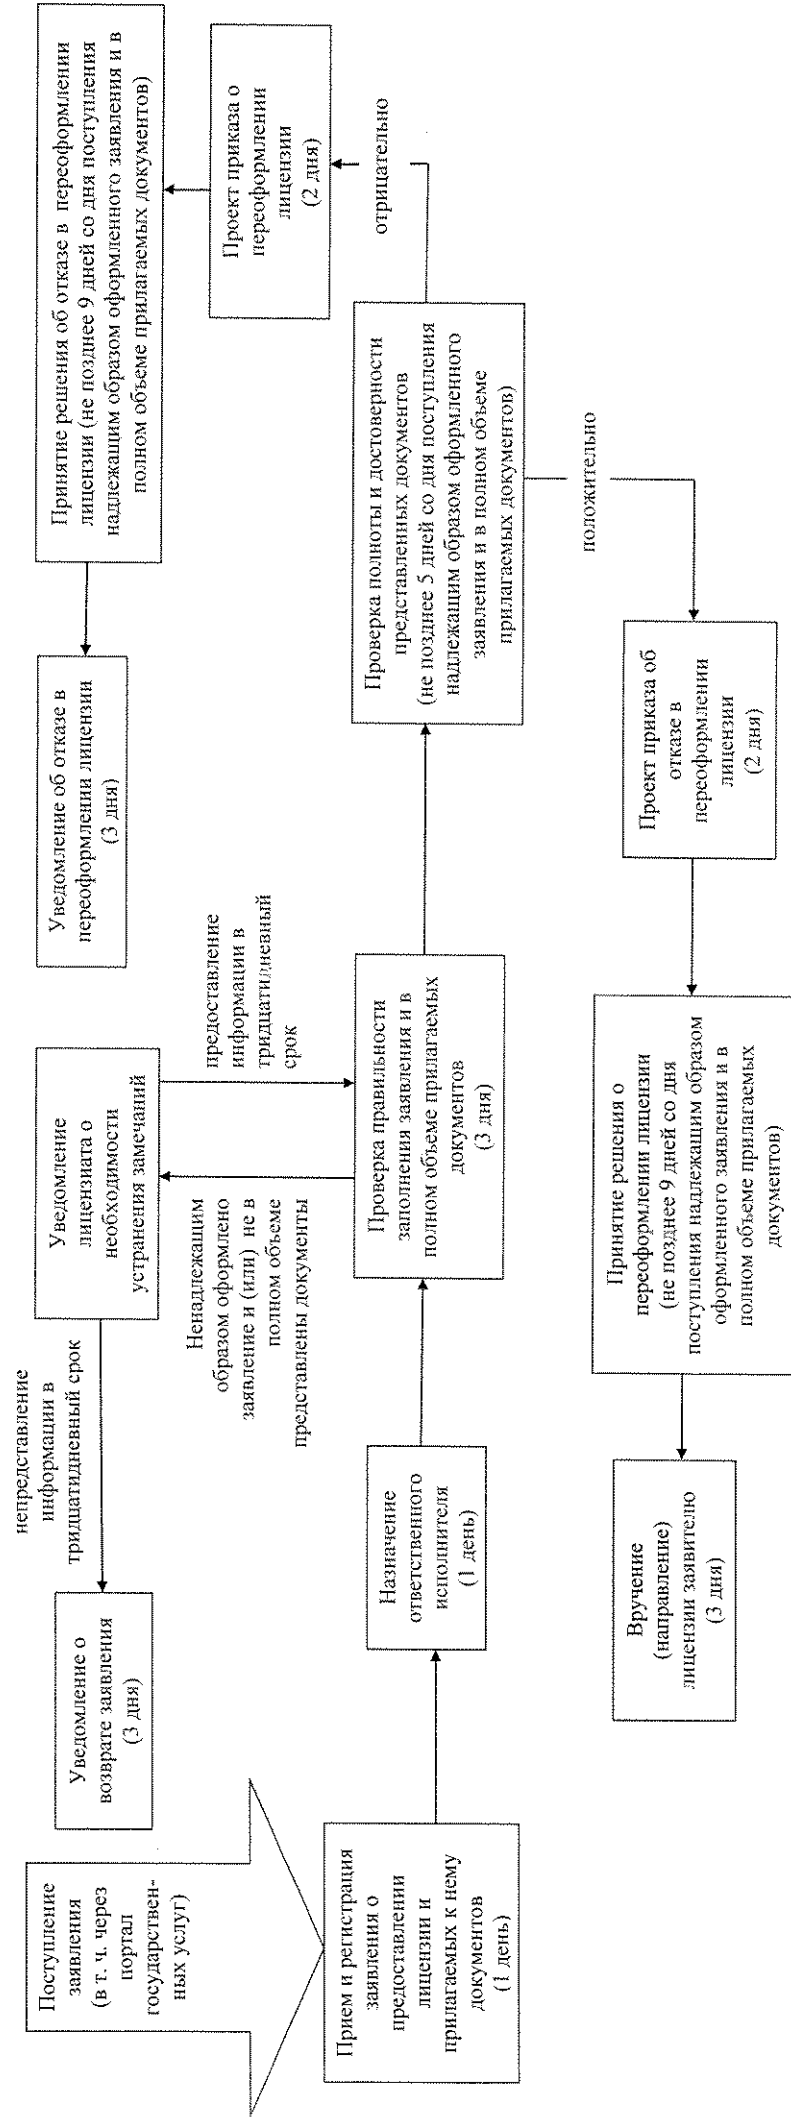 Поступление
заявления
(в т. ч. через
портал
государствен-
ных услуг)
Прием и регистрация
заявления о
предоставлении
лицензии и
прилагаемых к нему
документов
(1 день)
Назначение
ответственного
исполнителя
(1 день)
Проверка правильности
заполнения заявления и в
полном объеме прилагаемых
документов
(3 дня)
Ненадлежащим
образом оформлено
заявление и (или) не в
полном объеме
представлены документы
Уведомление
лицензиата о
необходимости
устранения замечаний
предоставление
информации в
тридцатидневный
срок
непредставление
информации в
тридцатидневный срок
Уведомление о
возврате заявления
(3 дня)
Проверка полноты и достоверности
представленных документов
(не позднее 5 дней со дня поступления
надлежащим образом оформленного
заявления и в полном объеме
прилагаемых документов)
отрицательно
Проект приказа о
переоформлении
лицензии
(2 дня)
Принятие решения об отказе в переоформлении
лицензии (не позднее 9 дней со дня поступления
надлежащим образом оформленного заявления и в
полном объеме прилагаемых документов)
Уведомление об отказе в
переоформлении лицензии
(3 дня)
положительно
Проект приказа об
отказе в
переоформлении
лицензии
(2 дня)
Принятие решения о
переоформлении лицензии
(не позднее 9 дней со дня
поступления надлежащим образом
оформленного заявления и в
полном объеме прилагаемых
документов)
Вручение
(направление)
лицензии заявителю
(3 дня)